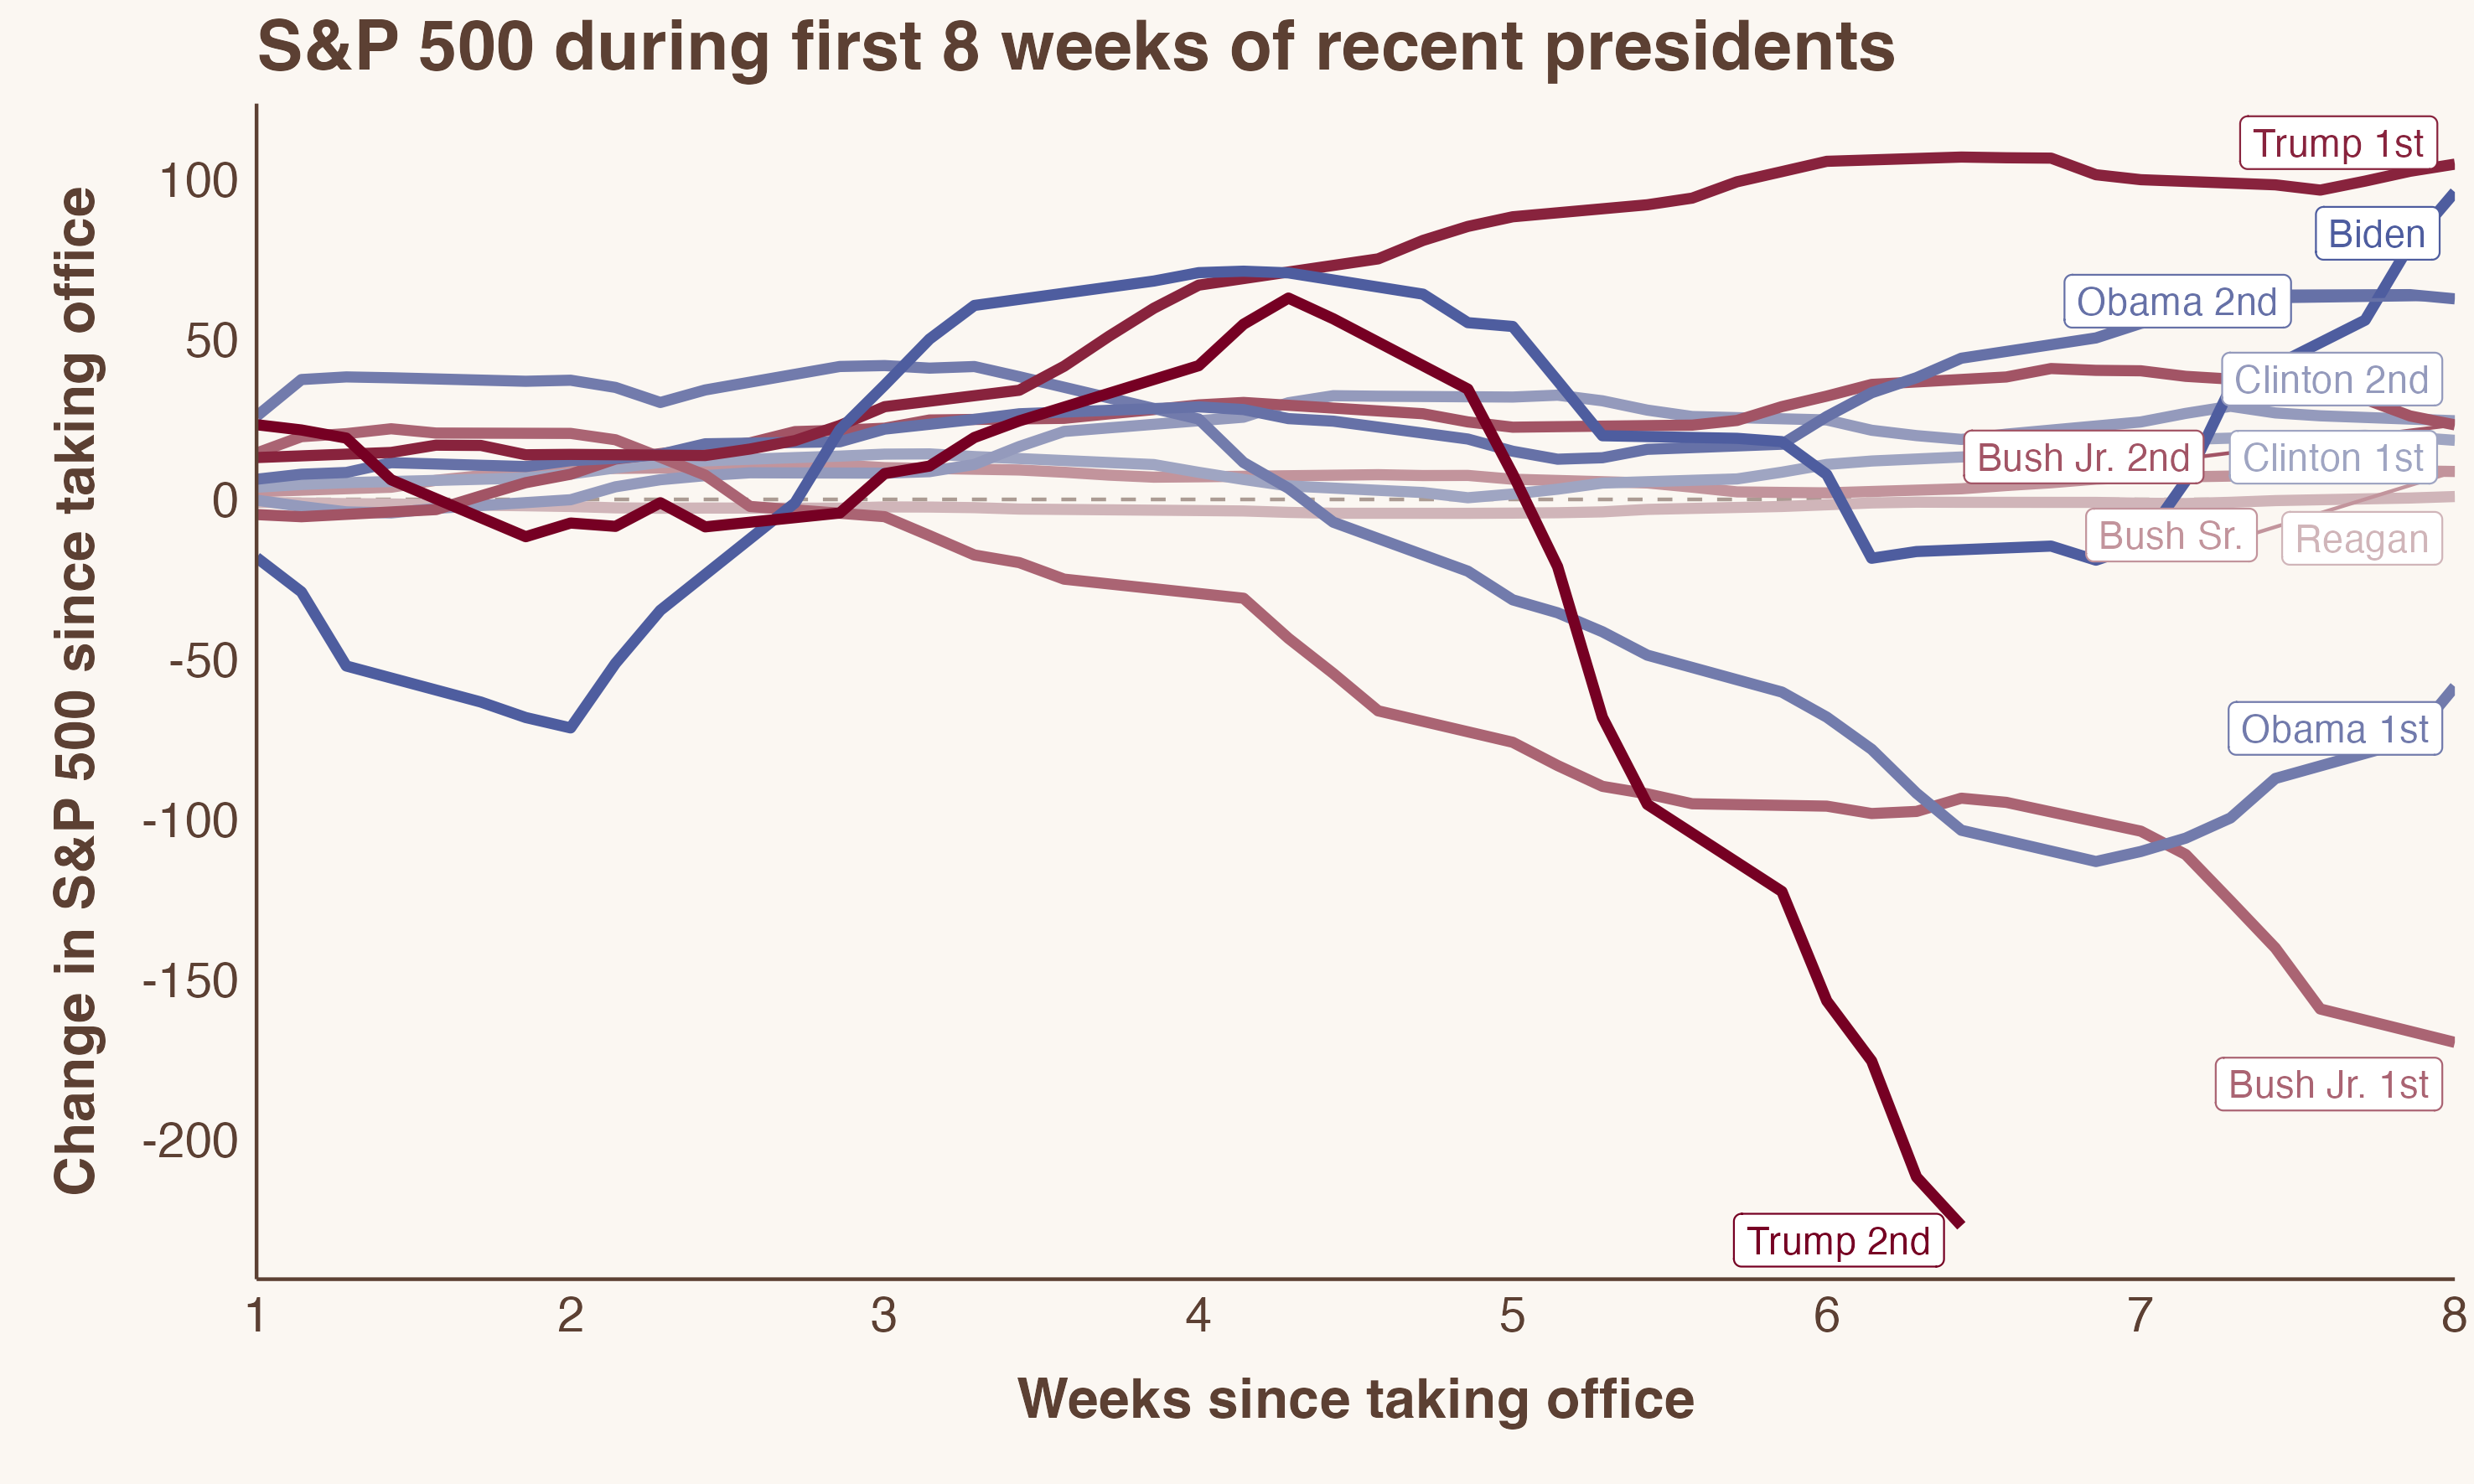 S&P 500 during first 8 weeks of recent presidents
Change in S&P 500 since taking office
100
50
0
-50
-100
-150
-200
Trump 1st
Biden
Obama 2nd
Clinton 2nd
Bush Jr. 2nd
Clinton 1st
Bush Sr.
Reagan
Obama 1st
Bush Jr. 1st
Trump 2nd
1 2 3 4 5 6 7 8
Weeks since taking office